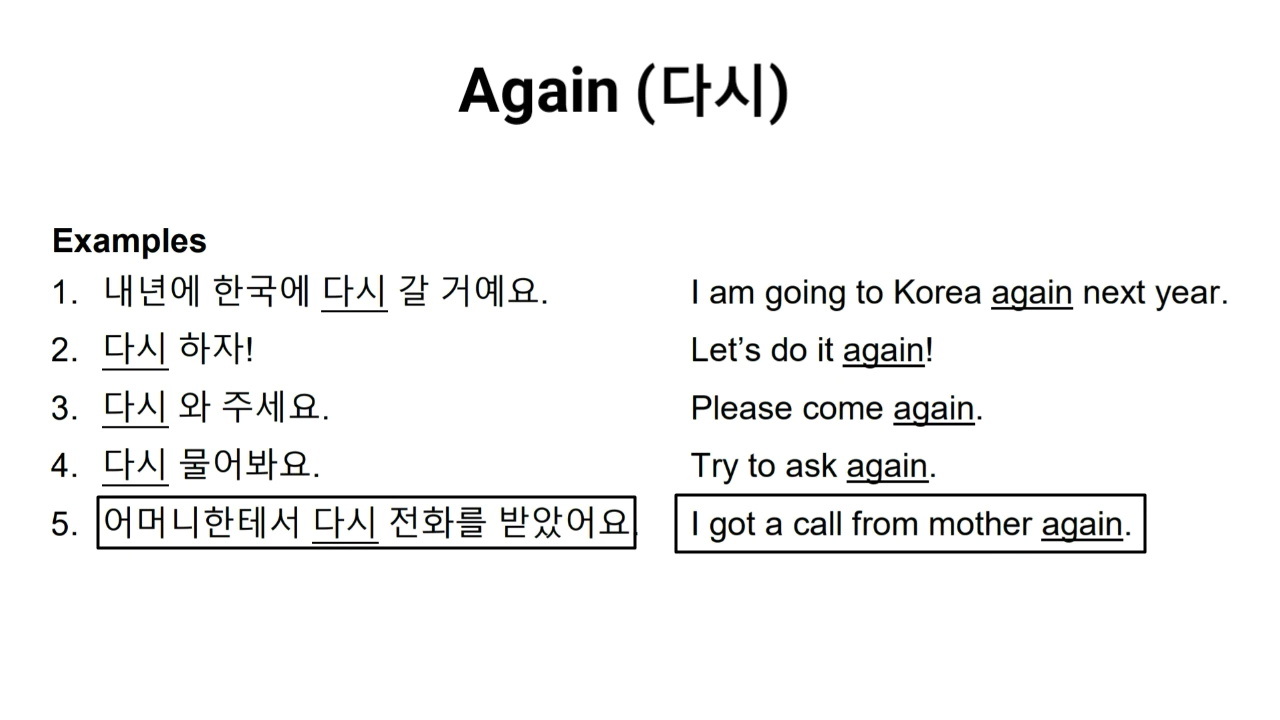 Again (다시)
Examples
1. 내년에 한국에 다시 갈 거예요. I am going to Korea again next year.
2. 다시 하자! Let’s do it again!
3. 다시 와 주세요. Please come again.
4. 다시 물어봐요. Try to ask again.
5. 어머니한테서 다시 전화를 받았어요. I got a call from mother again.